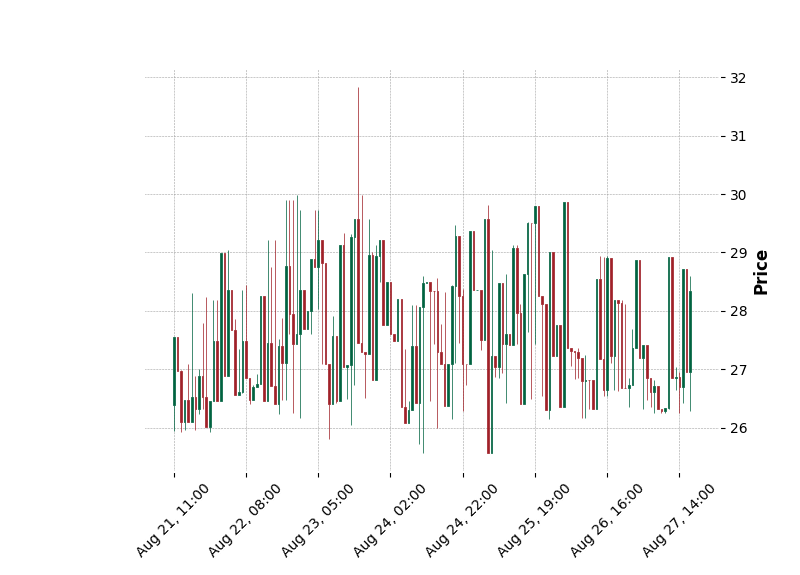 32
31
30
29
28
27
26
Price
Aug 21, 11:00
Aug 22, 08:00
Aug 23, 05:00
Aug 24, 02:00
Aug 24, 22:00
Aug 25, 19:00
Aug 26, 16:00
Aug 27, 14:00